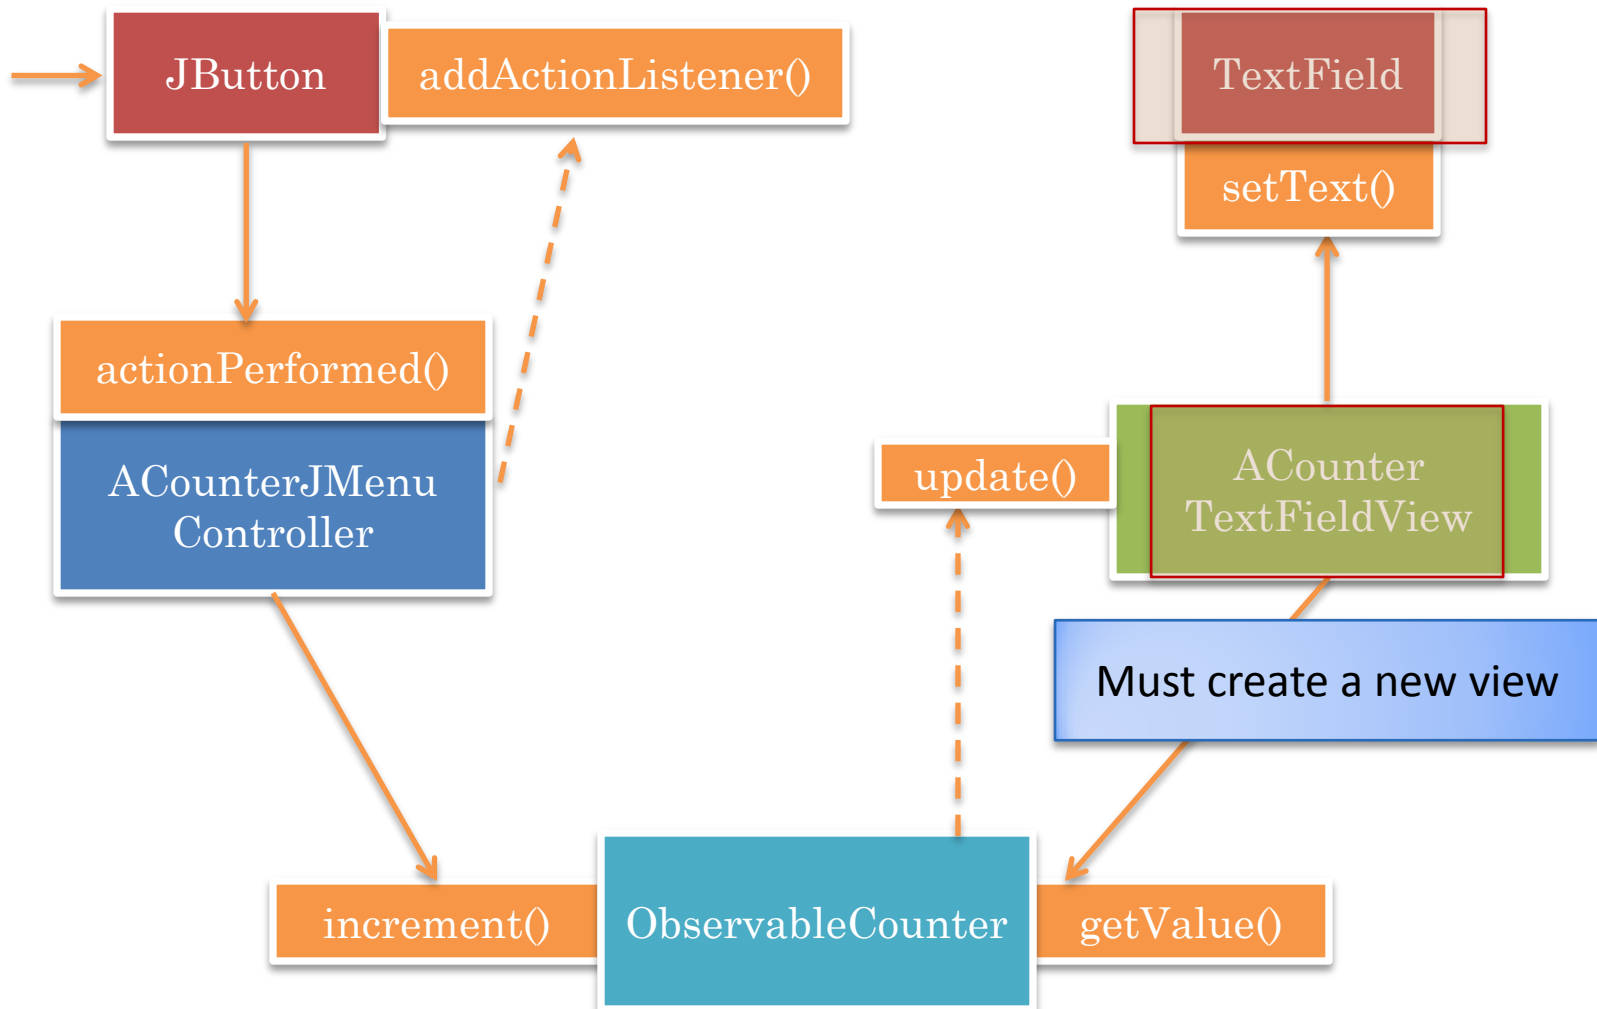 JButton
addActionListener()
TextField
setText()
actionPerformed()
ACounterJMenu
Controller
update()
ACounter
TextFieldView
Must create a new view
increment()
ObservableCounter
getValue()